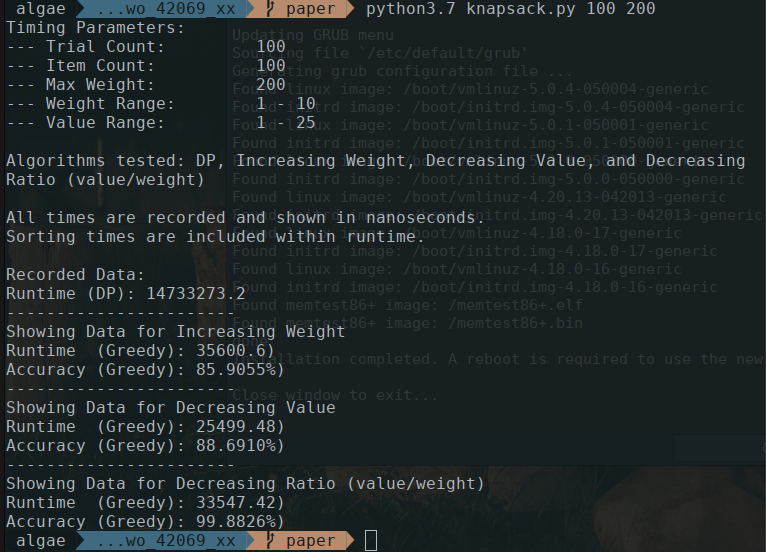 algae ...wo_42069_xx paper python3.7 knapsack.py 100 200
Timing Parameters:
--- Trial Count: 100
--- Item Count: 100
--- Max Weight: 200
--- Weight Range: 1 - 10
--- Value Range: 1 - 25
Algorithms tested: DP, Increasing Weight, Decreasing Value, and Decreasing
Ratio (value/weight)
All times are recorded and show in nanoseconds.
Sorting times are included within runtime.
Recorded Data:
Runtime (DP): 14733273.2
-----------------------
Showing Data for Increasing Weight
Runtime (Greedy): 35600.6)
Accuracy (Greedy): 85.9055%)
-----------------------
Showing Data for Decreasing Value
Runtime (Greedy): 25499.48)
Accuracy (Greedy): 88.6910%)
-----------------------
Showing Data for Decreasing Ratio (value/weight)
Runtime (Greedy): 33547.42)
Accuracy (Greedy): 99.8826%)
algae ...wo_42069_xx paper
Updating GRUB menu
Sourcing file `/etc/default/grub'
Generating grub configuration file ...
Found linux image: /boot/vmlinuz-5.0.4-050004-generic
Found initrd image: /boot/initrd.img-5.0.4-050004-generic
Found linux image: /boot/vmlinuz-5.0.1-050001-generic
Found initrd image: /boot/initrd.img-5.0.1-050001-generic
Found initrd image: /boot/initrd.img-5.0.0-050000-generic
Found linux image: /boot/vmlinuz-4.20.13-042013-generic
Found initrd image: /boot/initrd.img-4.20.13-042013-generic
Found linux image: /boot/vmlinuz-4.18.0-17-generic
Found initrd image: /boot/initrd.img-4.18.0-17-generic
Found linux image: /boot/vmlinuz-4.18.0-16-generic
Found initrd image: /boot/initrd.img-4.18.0-16-generic
Found memtest86+ image: /memtest86+.elf
Found memtest86+ image: /memtest86+.bin
done
Installation completed. A reboot is required to use the new
Close window to exit...